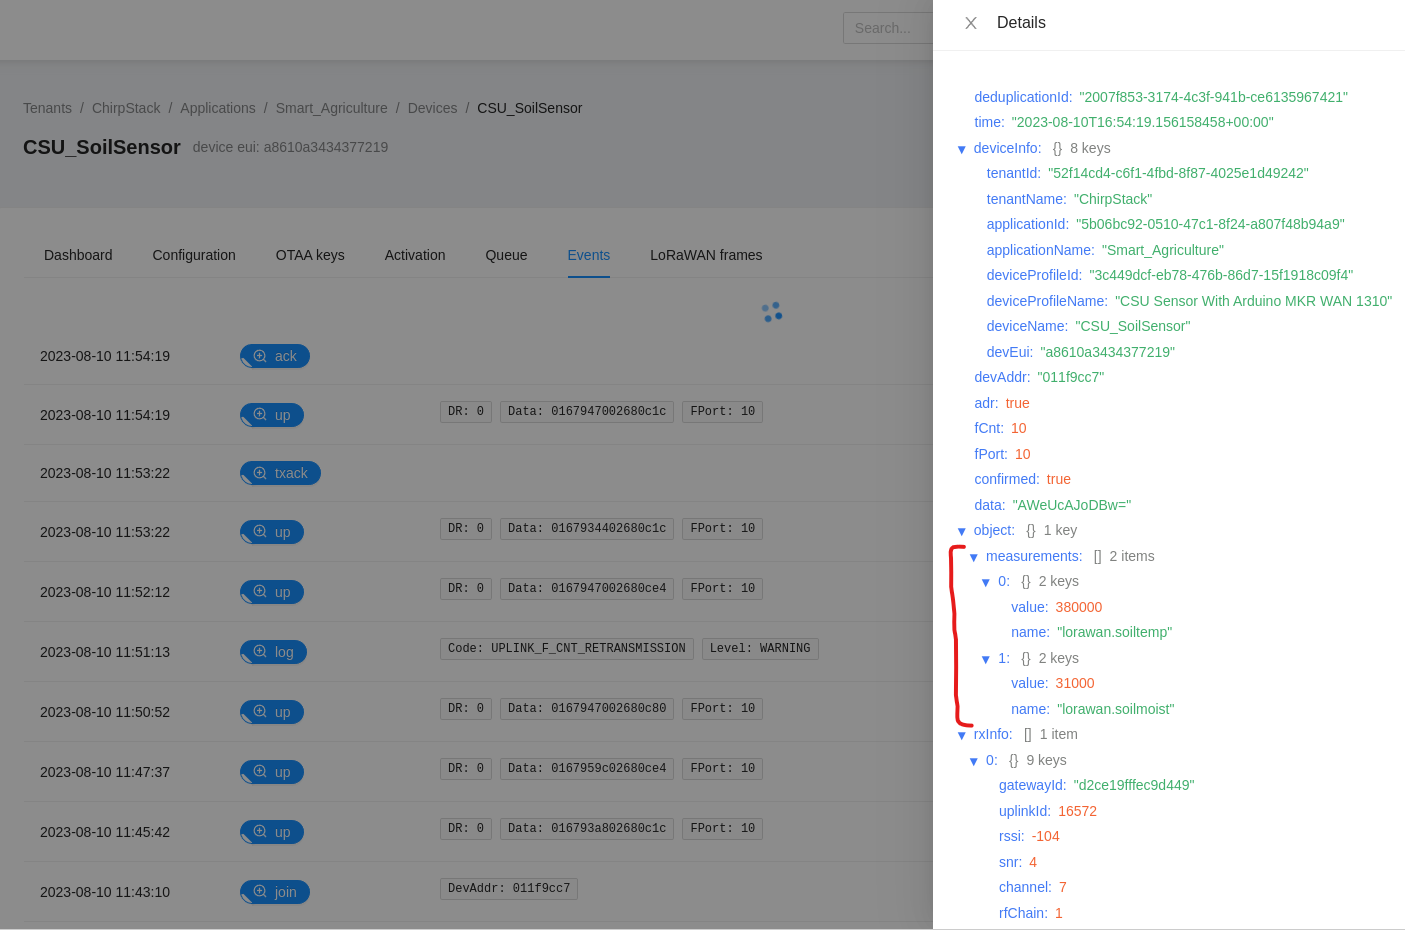 Search...
Tenants / ChirpStack / Applications / Smart_Agriculture / Devices / CSU_SoilSensor
CSU_SoilSensor device eui: a8610a3434377219
Dashboard Configuration OTAA keys Activation Queue Events LoRaWAN frames
2023-08-10 11:54:19 ack
2023-08-10 11:54:19 up DR: 0 Data: 0167947002680c1c FPort: 10
2023-08-10 11:53:22 txack
2023-08-10 11:53:22 up DR: 0 Data: 0167934402680c1c FPort: 10
2023-08-10 11:52:12 up DR: 0 Data: 0167947002680ce4 FPort: 10
2023-08-10 11:51:13 log Code: UPLINK_F_CNT_RETRANSMISSION Level: WARNING
2023-08-10 11:50:52 up DR: 0 Data: 0167947002680c80 FPort: 10
2023-08-10 11:47:37 up DR: 0 Data: 0167959c02680ce4 FPort: 10
2023-08-10 11:45:42 up DR: 0 Data: 016793a802680c1c FPort: 10
2023-08-10 11:43:10 join DevAddr: 011f9cc7
Details
deduplicationId: "2007f853-3174-4c3f-941b-ce6135967421"
time: "2023-08-10T16:54:19.156158458+00:00"
deviceInfo: {} 8 keys
tenantId: "52f14cd4-c6f1-4fbd-8f87-4025e1d49242"
tenantName: "ChirpStack"
applicationId: "5b06bc92-0510-47c1-8f24-a807f48b94a9"
applicationName: "Smart_Agriculture"
deviceProfileId: "3c449dcf-eb78-476b-86d7-15f1918c09f4"
deviceProfileName: "CSU Sensor With Arduino MKR WAN 1310"
deviceName: "CSU_SoilSensor"
devEui: "a8610a3434377219"
devAddr: "011f9cc7"
adr: true
fCnt: 10
fPort: 10
confirmed: true
data: "AWeUcAJoDBw="
object: {} 1 key
measurements: [] 2 items
0: {} 2 keys
value: 380000
name: "lorawan.soiltemp"
1: {} 2 keys
value: 31000
name: "lorawan.soilmoist"
rxInfo: [] 1 item
0: {} 9 keys
gatewayId: "d2ce19fffec9d449"
uplinkId: 16572
rssi: -104
snr: 4
channel: 7
rfChain: 1